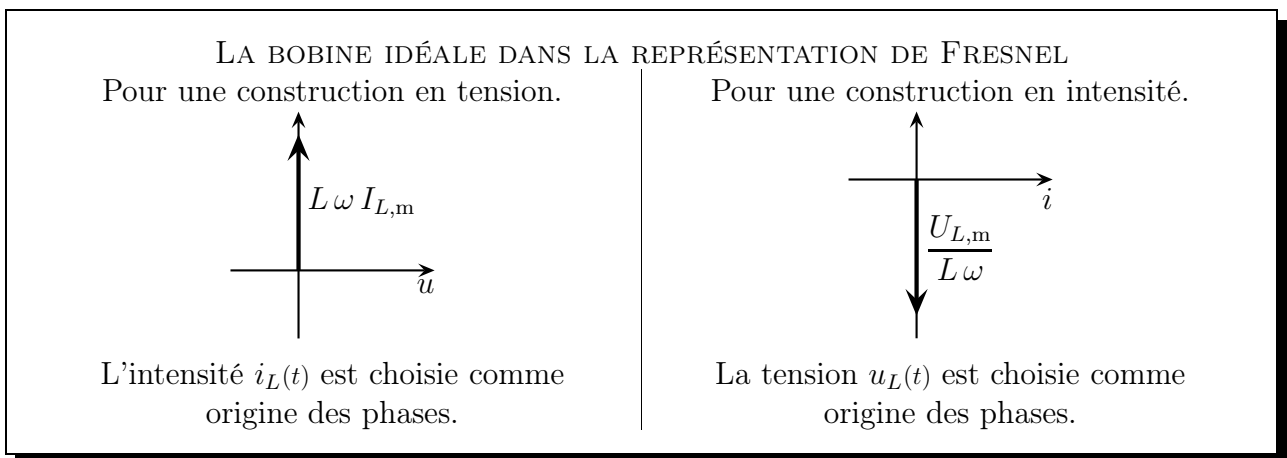 LA BOBINE IDÉALE DANS LA REPRÉSENTATION DE FRESNEL
Pour une construction en tension.
L ω I_{L,m}
u
L'intensité i_L(t) est choisie comme
origine des phases.
Pour une construction en intensité.
i
U_{L,m}
L ω
La tension u_L(t) est choisie comme
origine des phases.